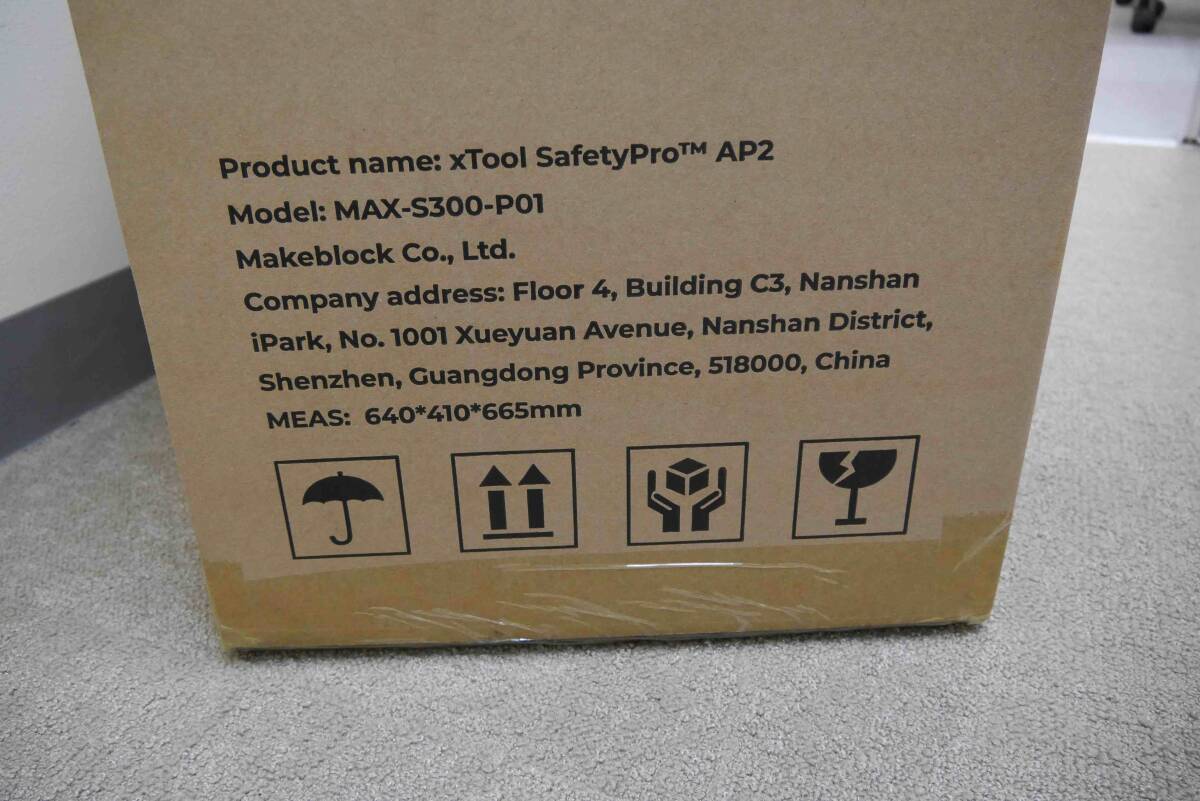 Product name: xTool SafetyPro™ AP2
Model: MAX-S300-P01
Makeblock Co., Ltd.
Company address: Floor 4, Building C3, Nanshan
iPark, No. 1001 Xueyuan Avenue, Nanshan District,
Shenzhen, Guangdong Province, 518000, China
MEAS: 640*410*665mm